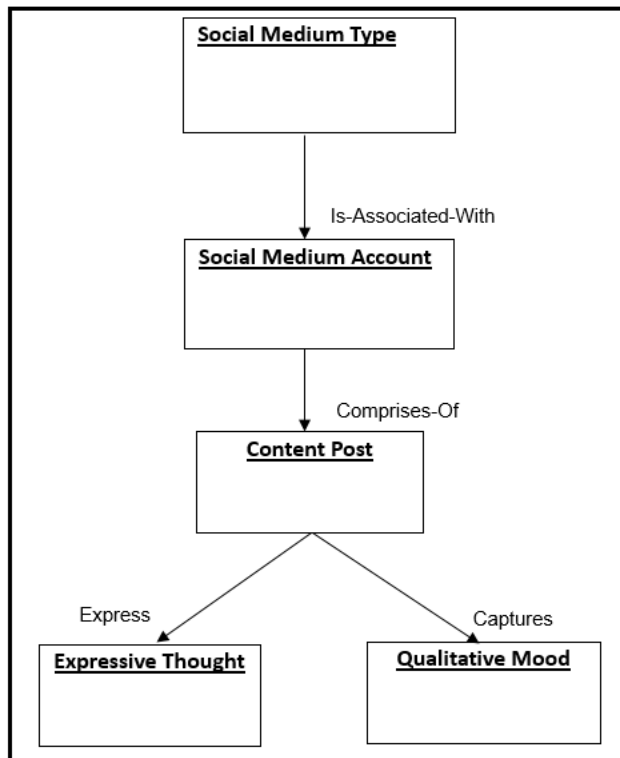 Social Medium Type
Is-Associated-With
Social Medium Account
Comprises-Of
Content Post
Express
Captures
Expressive Thought
Qualitative Mood